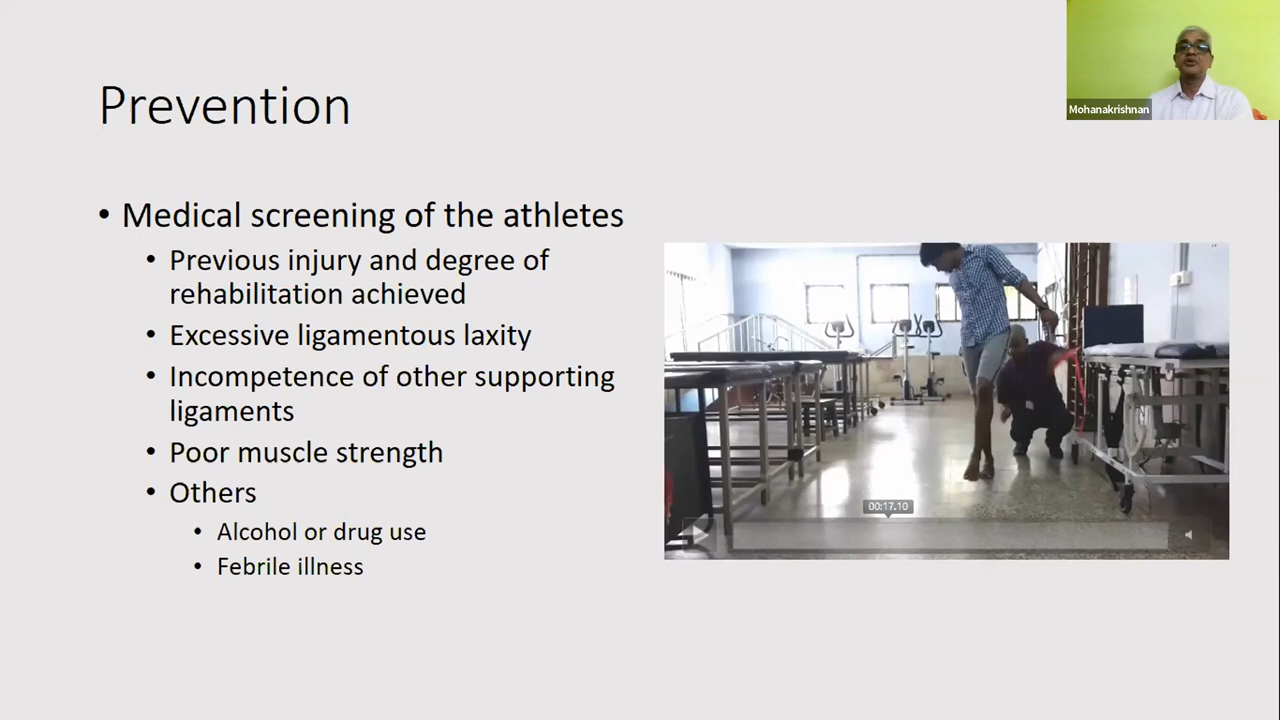 Prevention
• Medical screening of the athletes
• Previous injury and degree of
rehabilitation achieved
• Excessive ligamentous laxity
• Incompetence of other supporting
ligaments
• Poor muscle strength
• Others
• Alcohol or drug use
• Febrile illness
Mohanakrishnan
00:17.10